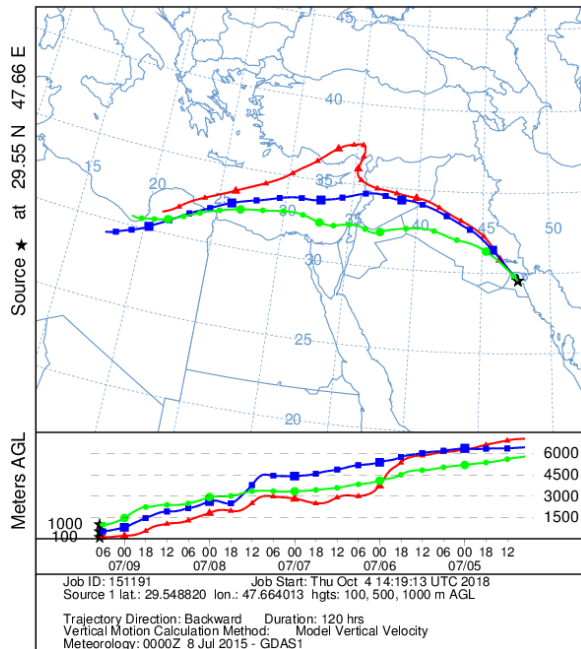 Source ★ at 29.55 N 47.66 E
45
40
15
20
35
30
40
45
50
25
20
Meters AGL
6000
4500
3000
1500
1000
100
06 00 18 12 06 00 18 12 06 00 18 12 06 00 18 12 06 00 18 12
07/09 07/08 07/07 07/06 07/05
Job ID: 151191 Job Start: Thu Oct 4 14:19:13 UTC 2018
Source 1 lat.: 29.548820 lon.: 47.664013 hgts: 100, 500, 1000 m AGL
Trajectory Direction: Backward Duration: 120 hrs
Vertical Motion Calculation Method: Model Vertical Velocity
Meteorology: 0000Z 8 Jul 2015 - GDAS1